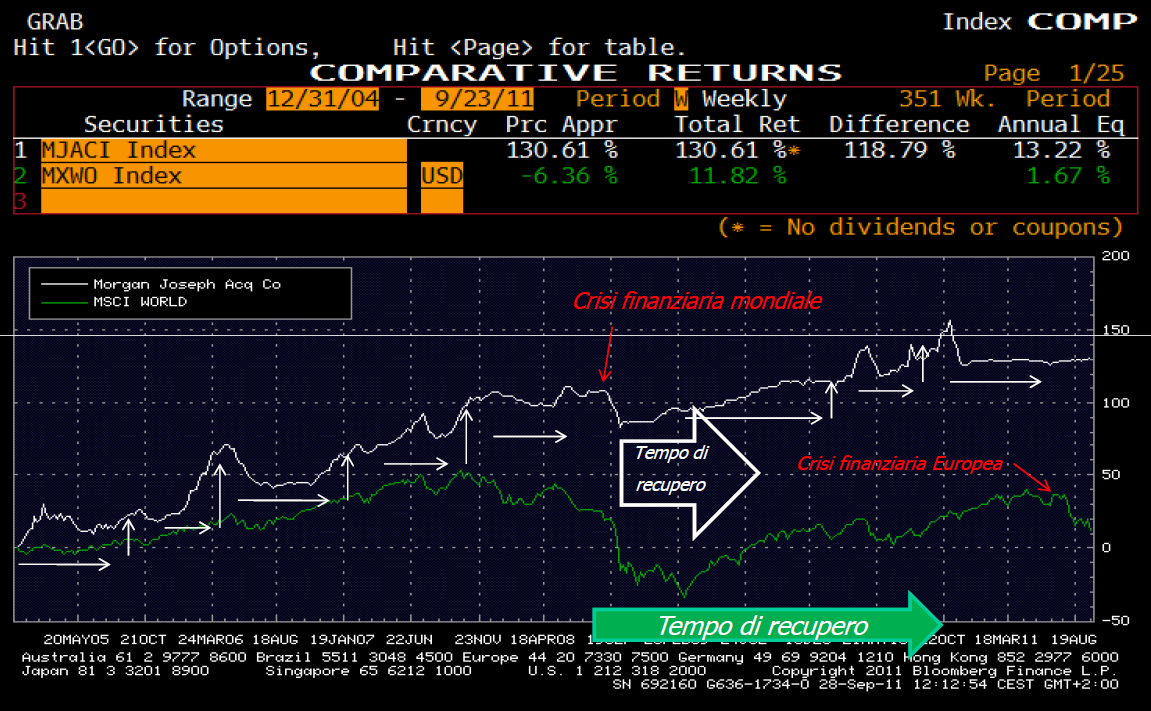 GRAB
Index COMP
Hit 1<GO> for Options, Hit <Page> for table.
COMPARATIVE RETURNS
Page 1/25
Range 12/31/04 - 9/23/11 Period W Weekly 351 Wk. Period
Securities Crncy Prc Appr Total Ret Difference Annual Eq
1 MJACI Index 130.61 % 130.61 %* 118.79 % 13.22 %
2 MXWO Index USD -6.36 % 11.82 % 1.67 %
3
(* = No dividends or coupons)
200
Morgan Joseph Acq Co
MSCI WORLD
Crisi finanziaria mondiale
150
100
Tempo di
recupero
Crisi finanziaria Europea
50
0
-50
Tempo di recupero
20MAY05 21OCT 24MAR06 18AUG 19JAN07 22JUN 23NOV 18APR08 18MAR11 19AUG
Australia 61 2 9777 8600 Brazil 5511 3048 4500 Europe 44 20 7330 7500 Germany 49 69 9204 1210 Hong Kong 852 2977 6000
Japan 81 3 3201 8900 Singapore 65 6212 1000 U.S. 1 212 318 2000 Copyright 2011 Bloomberg Finance L.P.
SN 692160 G636-1734-0 28-Sep-11 12:12:54 CEST GMT+2:00